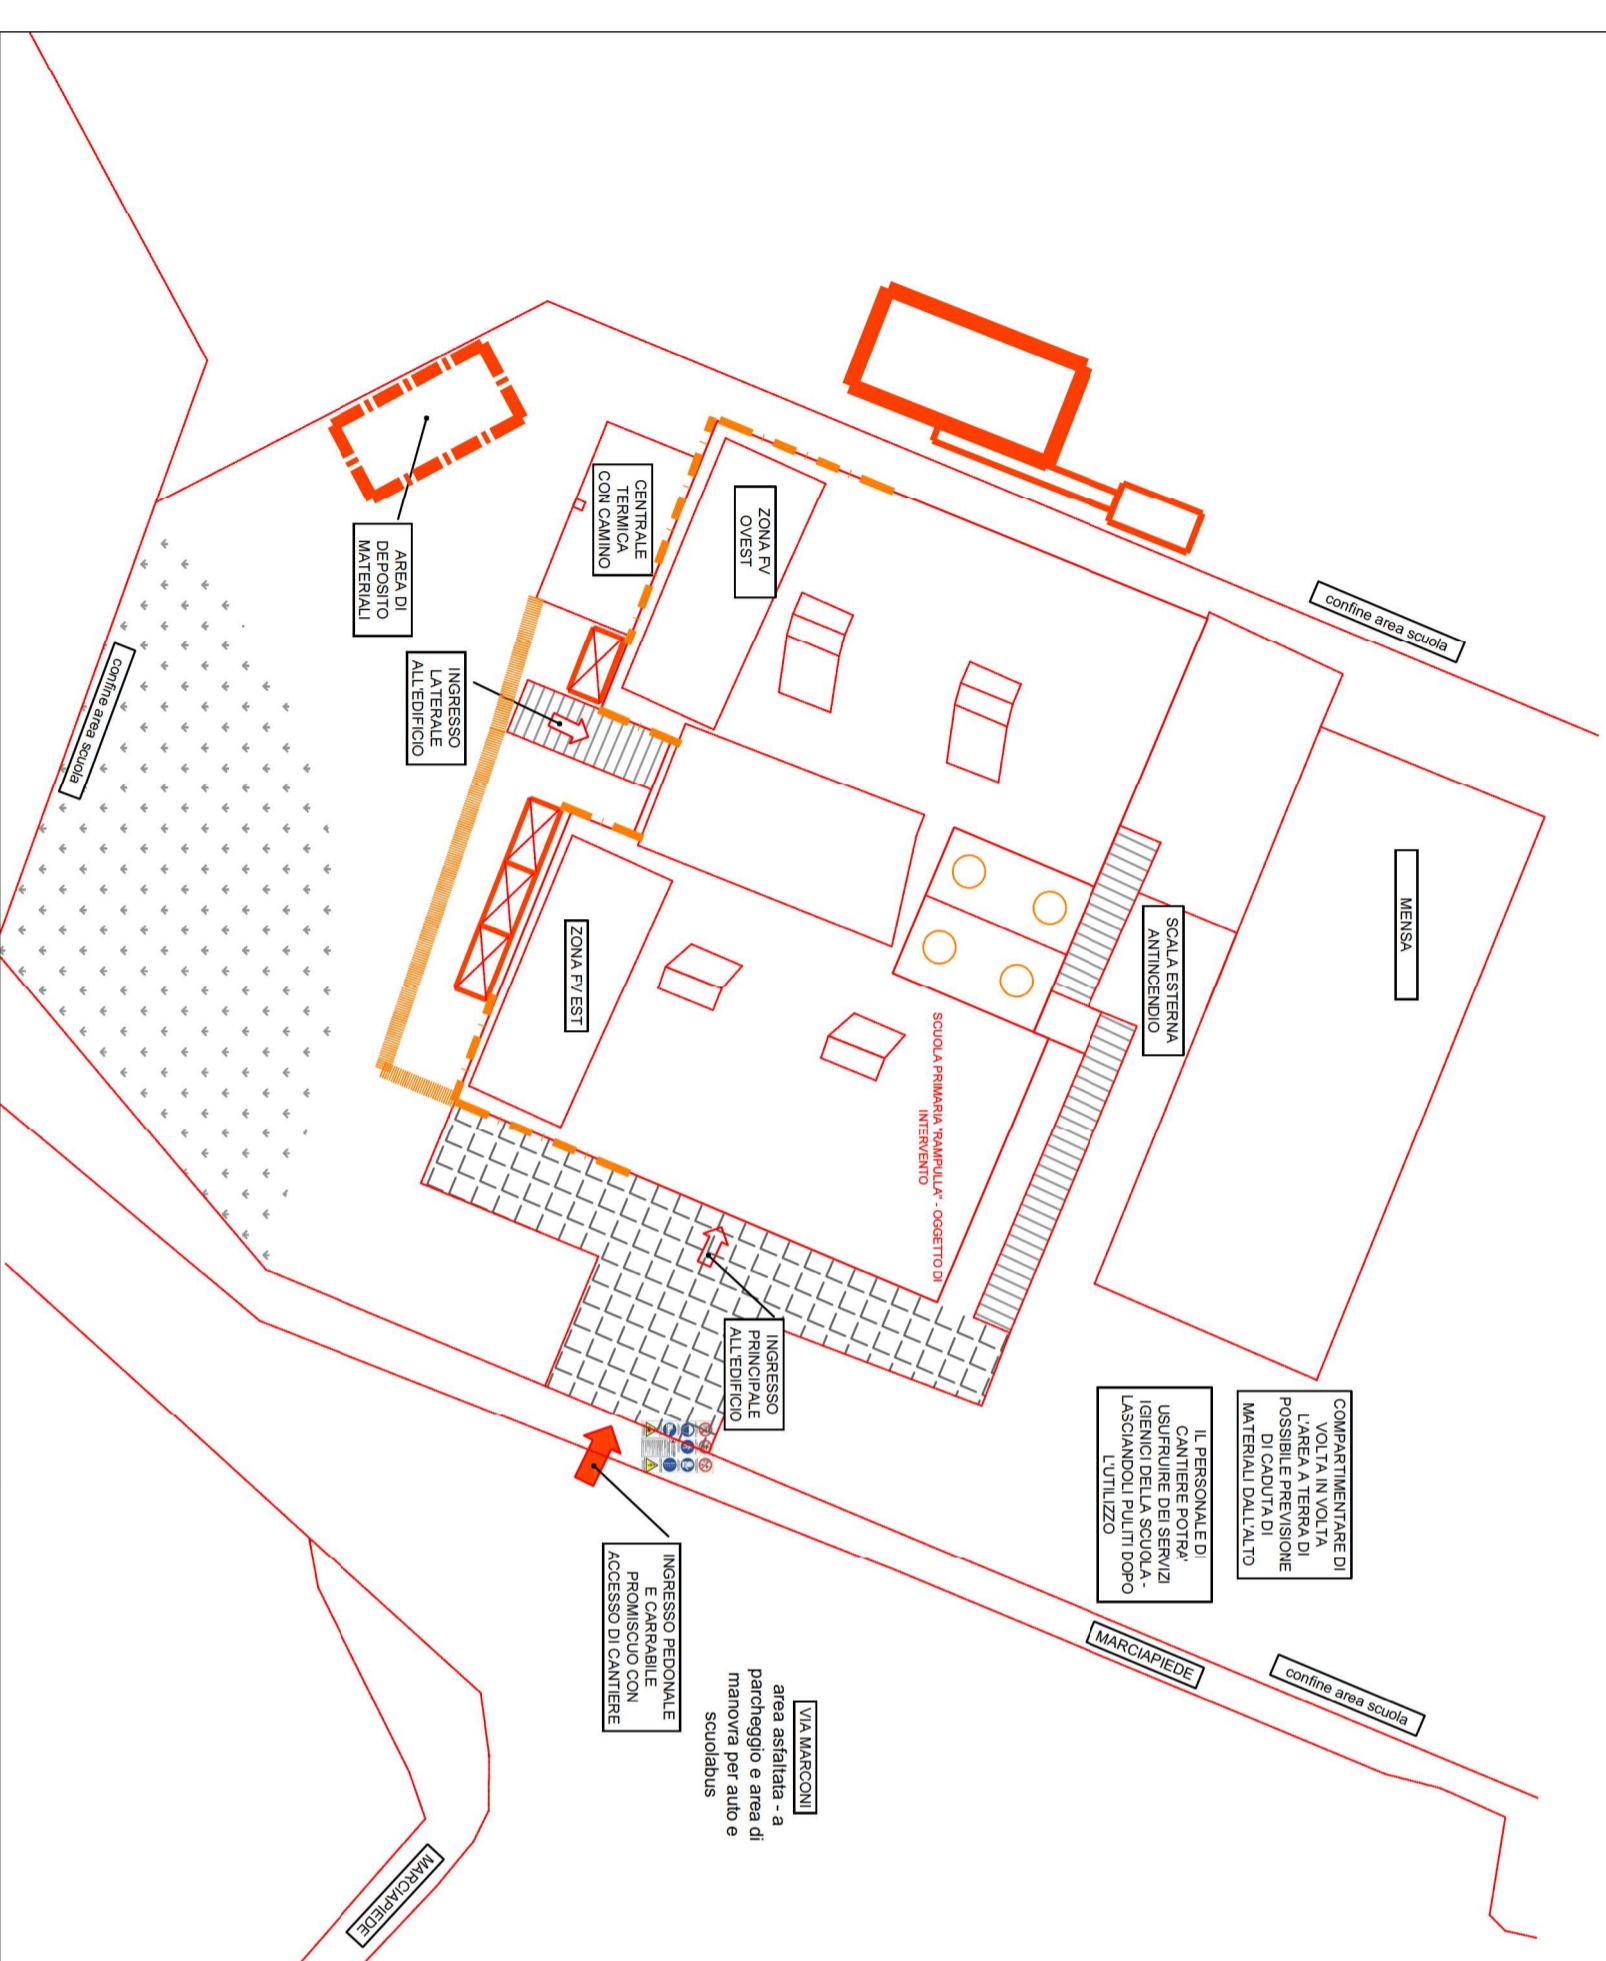 confine area scuola
MENSA
SCALA ESTERNA
ANTINCENDIO
COMPARTIMENTARE DI
VOLTA IN VOLTA
L'AREA A TERRA DI
POSSIBILE PREVISIONE
DI CADUTA DI
MATERIALI DALL'ALTO
IL PERSONALE DI
CANTIERE POTRA'
USUFRUIRE DEI SERVIZI
IGIENICI DELLA SCUOLA -
LASCIANDOLI PULITI DOPO
L'UTILIZZO
confine area scuola
MARCIAPIEDE
SCUOLA PRIMARIA "RAMPULLA" - OGGETTO DI
INTERVENTO
ZONA FV
OVEST
CENTRALE
TERMICA
CON CAMINO
ZONA FV EST
INGRESSO
PRINCIPALE
ALL'EDIFICIO
VIA MARCONI
area asfaltata - a
parcheggio e area di
manovra per auto e
scuolabus
INGRESSO PEDONALE
E CARRABILE
PROMISCUO CON
ACCESSO DI CANTIERE
INGRESSO
LATERALE
ALL'EDIFICIO
AREA DI
DEPOSITO
MATERIALI
confine area scuola
MARCIAPIEDE